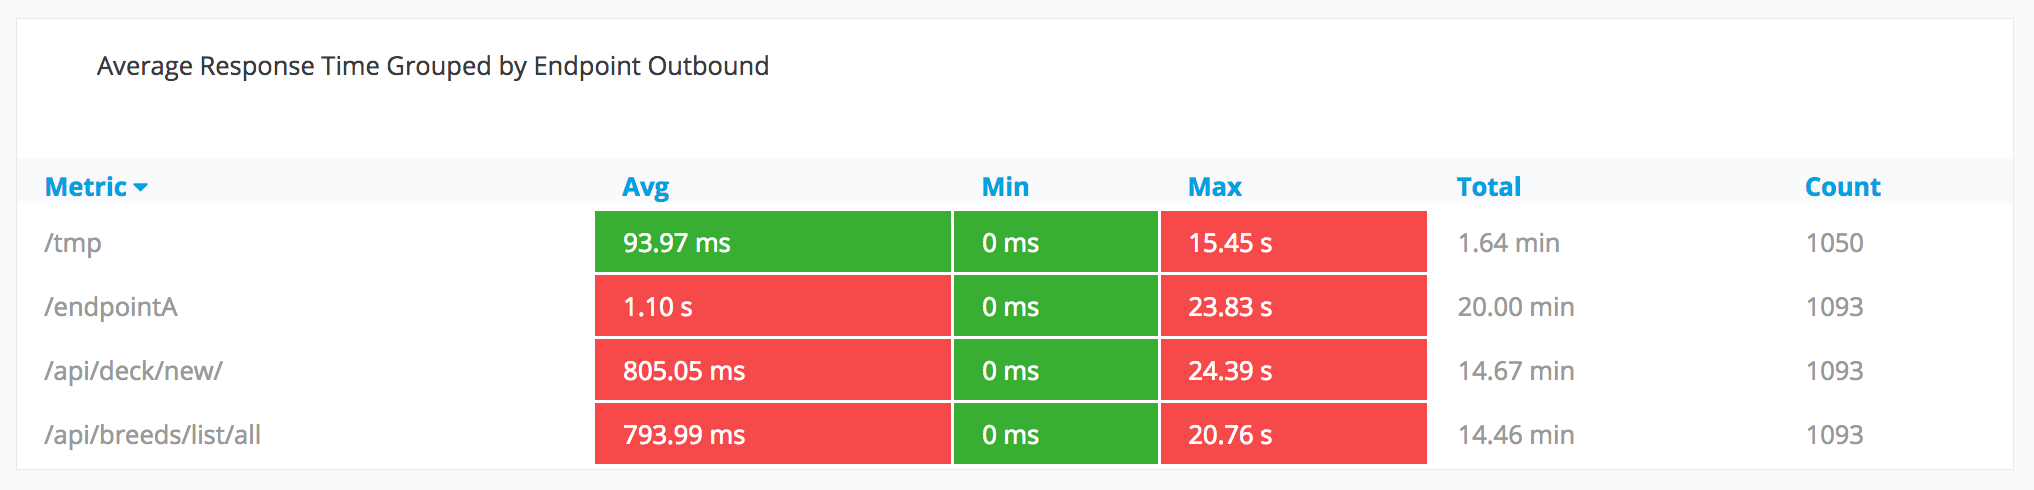 Average Response Time Grouped by Endpoint Outbound
Metric Avg Min Max Total Count
/tmp 93.97 ms 0 ms 15.45 s 1.64 min 1050
/endpointA 1.10 s 0 ms 23.83 s 20.00 min 1093
/api/deck/new/ 805.05 ms 0 ms 24.39 s 14.67 min 1093
/api/breeds/list/all 793.99 ms 0 ms 20.76 s 14.46 min 1093